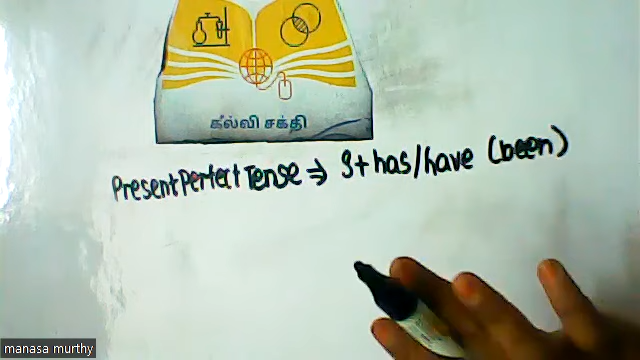 கல்வி சக்தி
Present Perfect Tense ⇒ S + has/have (been)
manasa murthy